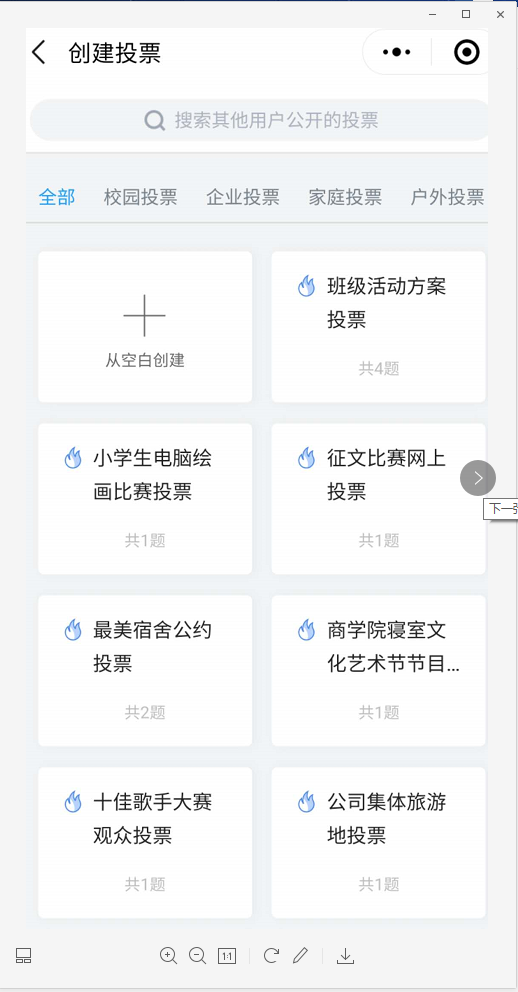 创建投票
搜索其他用户公开的投票
全部 校园投票 企业投票 家庭投票 户外投票
从空白创建
班级活动方案
投票
共4题
小学生电脑绘
画比赛投票
共1题
征文比赛网上
投票
共1题
下一
最美宿舍公约
投票
共2题
商学院寝室文
化艺术节节目...
共1题
十佳歌手大赛
观众投票
共1题
公司集体旅游
地投票
共1题
1:1